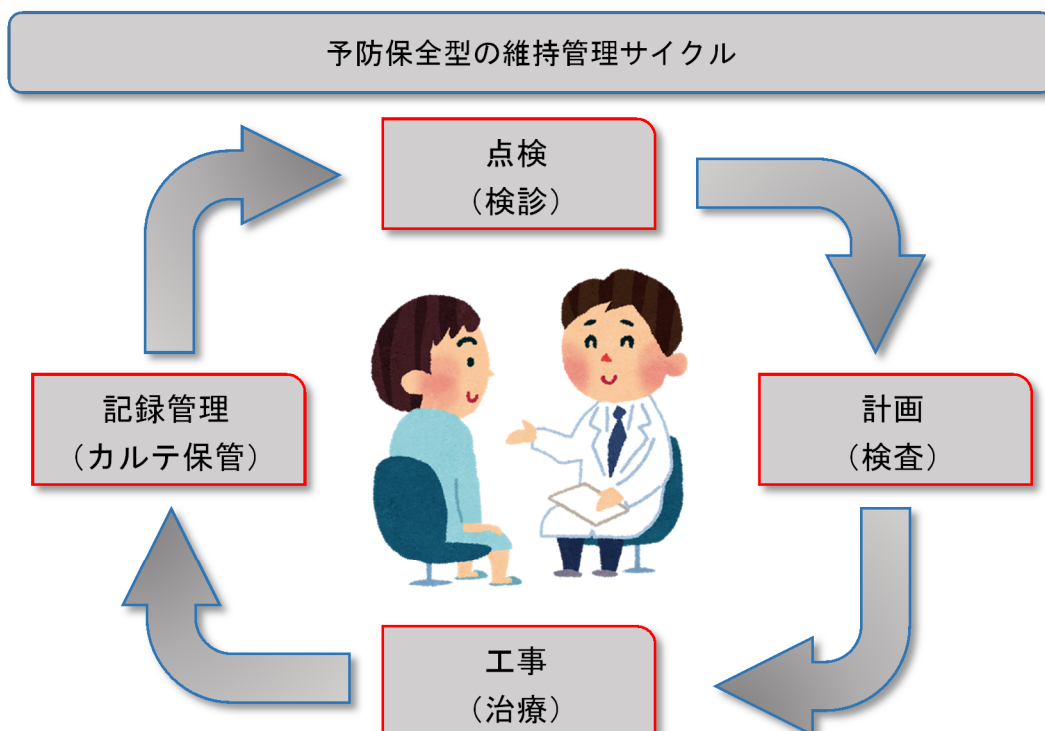 予防保全型の維持管理サイクル
点検
（検診）
計画
（検査）
工事
（治療）
記録管理
（カルテ保管）